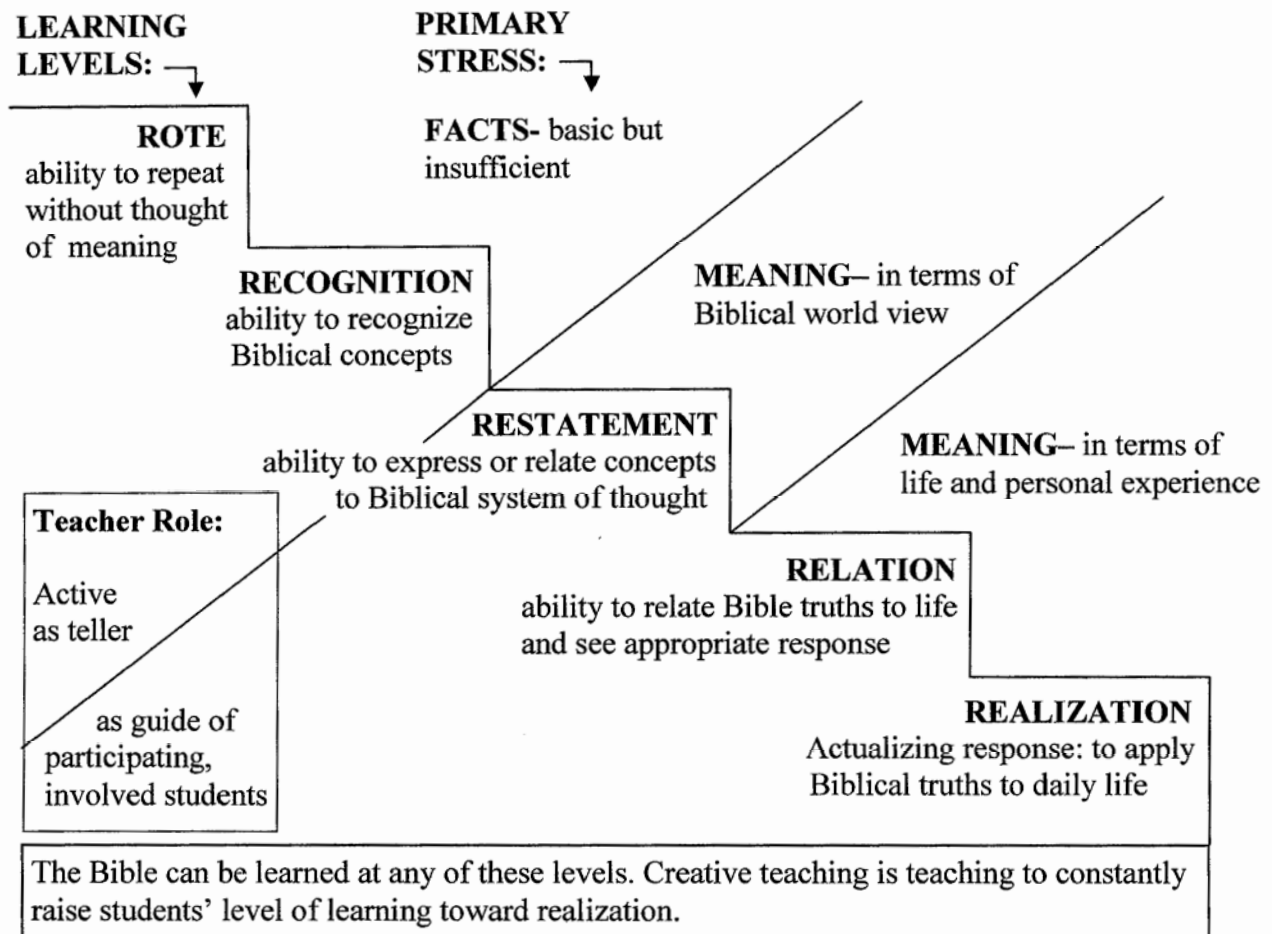 LEARNING
LEVELS:
PRIMARY
STRESS:
ROTE
ability to repeat
without thought
of meaning
FACTS- basic but
insufficient
RECOGNITION
ability to recognize
Biblical concepts
MEANING– in terms of
Biblical world view
RESTATEMENT
ability to express or relate concepts
to Biblical system of thought
MEANING– in terms of
life and personal experience
Teacher Role:
Active
as teller
as guide of
participating,
involved students
RELATION
ability to relate Bible truths to life
and see appropriate response
REALIZATION
Actualizing response: to apply
Biblical truths to daily life
The Bible can be learned at any of these levels. Creative teaching is teaching to constantly
raise students' level of learning toward realization.